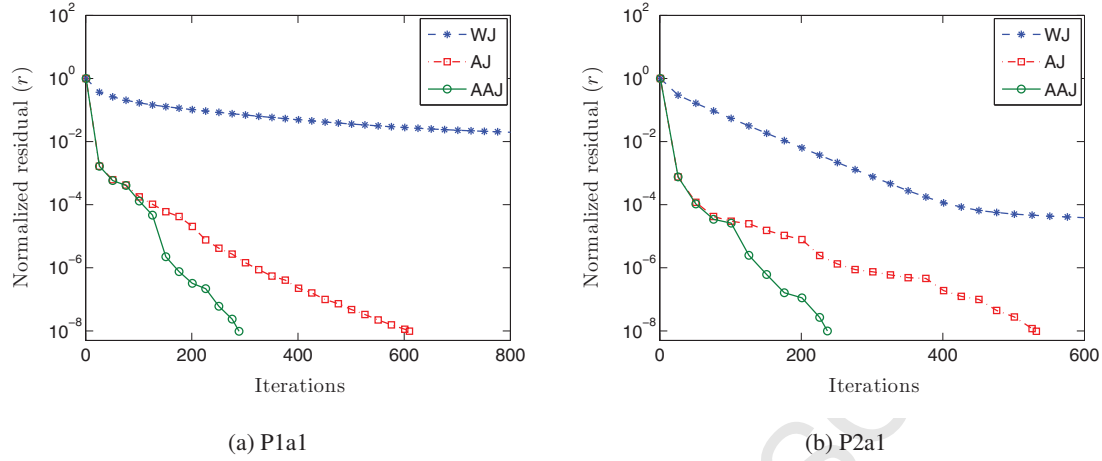 10^2
10^0
10^-2
10^-4
10^-6
10^-8
Normalized residual (r)
0
200
400
600
800
Iterations
WJ
AJ
AAJ
(a) P1a1
10^2
10^0
10^-2
10^-4
10^-6
10^-8
Normalized residual (r)
0
200
400
600
Iterations
WJ
AJ
AAJ
(b) P2a1